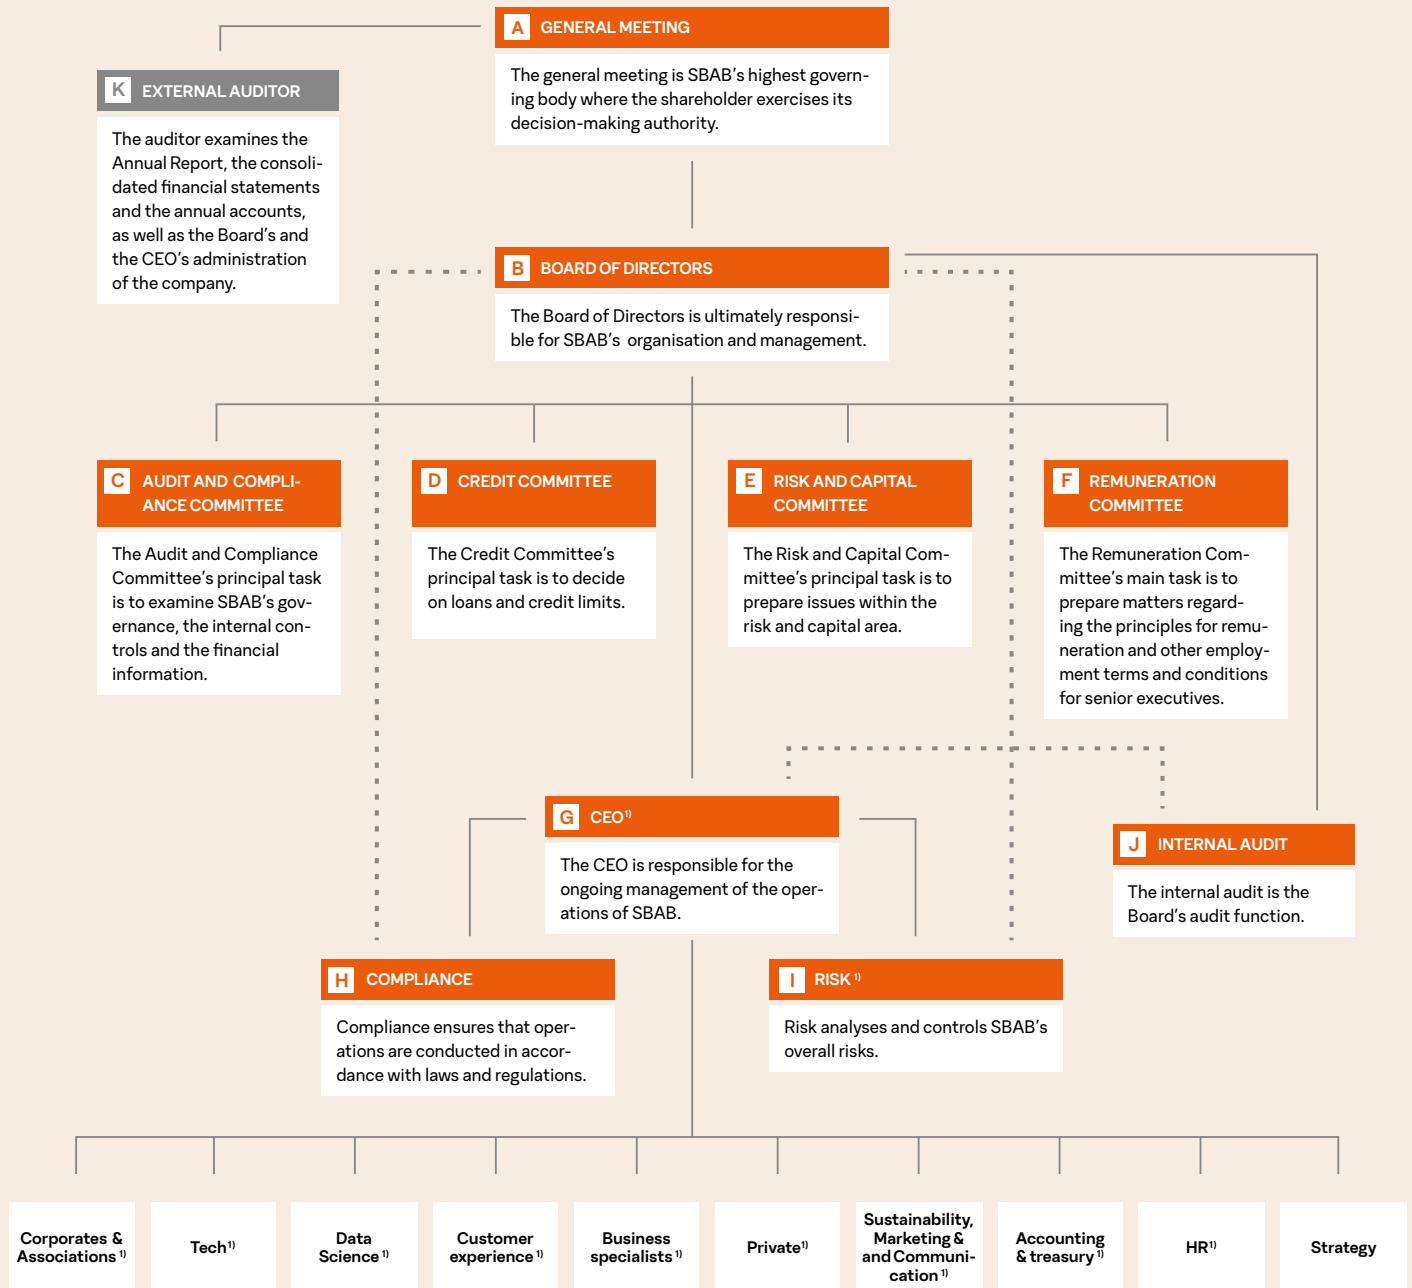 A GENERAL MEETING
The general meeting is SBAB's highest govern-
ing body where the shareholder exercises its
decision-making authority.
K EXTERNAL AUDITOR
The auditor examines the
Annual Report, the consoli-
dated financial statements
and the annual accounts,
as well as the Board's and
the CEO's administration
of the company.
B BOARD OF DIRECTORS
The Board of Directors is ultimately responsi-
ble for SBAB's organisation and management.
C AUDIT AND COMPLI-
ANCE COMMITTEE
The Audit and Compliance
Committee's principal task
is to examine SBAB's gov-
ernance, the internal con-
trols and the financial
information.
D CREDIT COMMITTEE
The Credit Committee's
principal task is to decide
on loans and credit limits.
E RISK AND CAPITAL
COMMITTEE
The Risk and Capital Com-
mittee's principal task is to
prepare issues within the
risk and capital area.
F REMUNERATION
COMMITTEE
The Remuneration Com-
mittee's main task is to
prepare matters regard-
ing the principles for remu-
neration and other employ-
ment terms and conditions
for senior executives.
G CEO1)
The CEO is responsible for the
ongoing management of the oper-
ations of SBAB.
J INTERNAL AUDIT
The internal audit is the
Board's audit function.
H COMPLIANCE
Compliance ensures that oper-
ations are conducted in accor-
dance with laws and regulations.
I RISK 1)
Risk analyses and controls SBAB's
overall risks.
Corporates &
Associations 1)
Tech1)
Data
Science 1)
Customer
experience 1)
Business
specialists 1)
Private1)
Sustainability,
Marketing &
and Communi-
cation 1)
Accounting
& treasury 1)
HR1)
Strategy